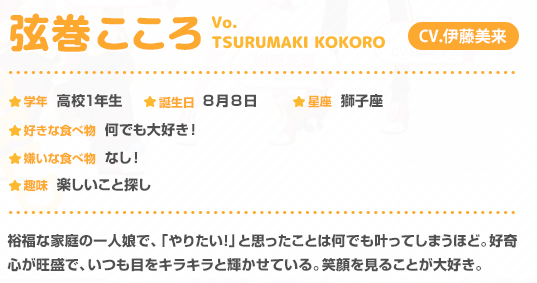 弦巻こころ Vo. TSURUMAKI KOKORO CV.伊藤美来
★学年 高校1年生 ★誕生日 8月8日 ★星座 獅子座
★好きな食べ物 何でも大好き!
★嫌いな食べ物 なし!
★趣味 楽しいこと探し
裕福な家庭の一人娘で、「やりたい!」と思ったことは何でも叶ってしまうほど。好奇
心が旺盛で、いつも目をキラキラと輝かせている。笑顔を見ることが大好き。